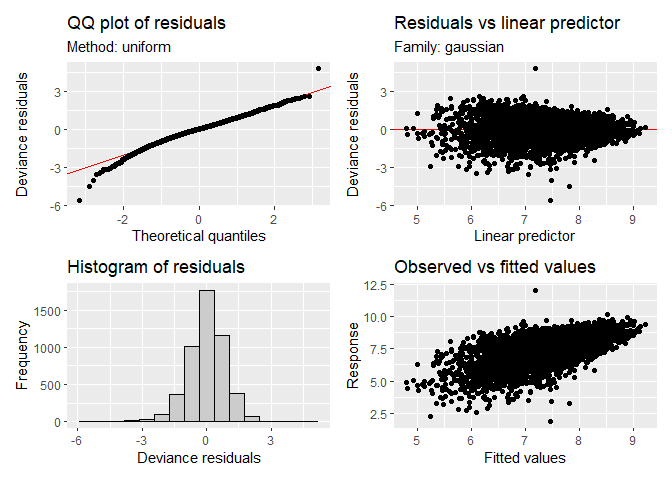 QQ plot of residuals
Method: uniform
Deviance residuals
3
0
-3
-6
-2
0
2
Theoretical quantiles
Residuals vs linear predictor
Family: gaussian
Deviance residuals
3
0
-3
-6
5
6
7
8
9
Linear predictor
Histogram of residuals
Frequency
1500
1000
500
0
-6
-3
0
3
Deviance residuals
Observed vs fitted values
Response
12.5
10.0
7.5
5.0
2.5
5
6
7
8
9
Fitted values